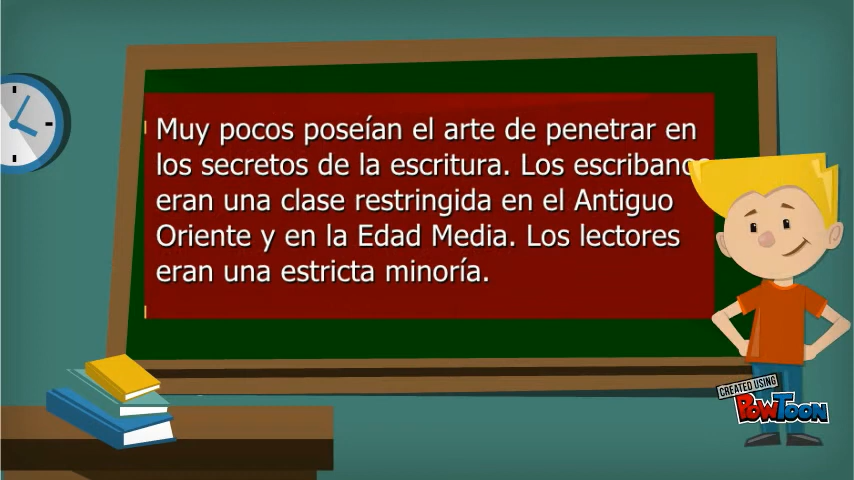 Muy pocos poseían el arte de penetrar en
los secretos de la escritura. Los escribanos
eran una clase restringida en el Antiguo
Oriente y en la Edad Media. Los lectores
eran una estricta minoría.
CREATED USING
PowToon